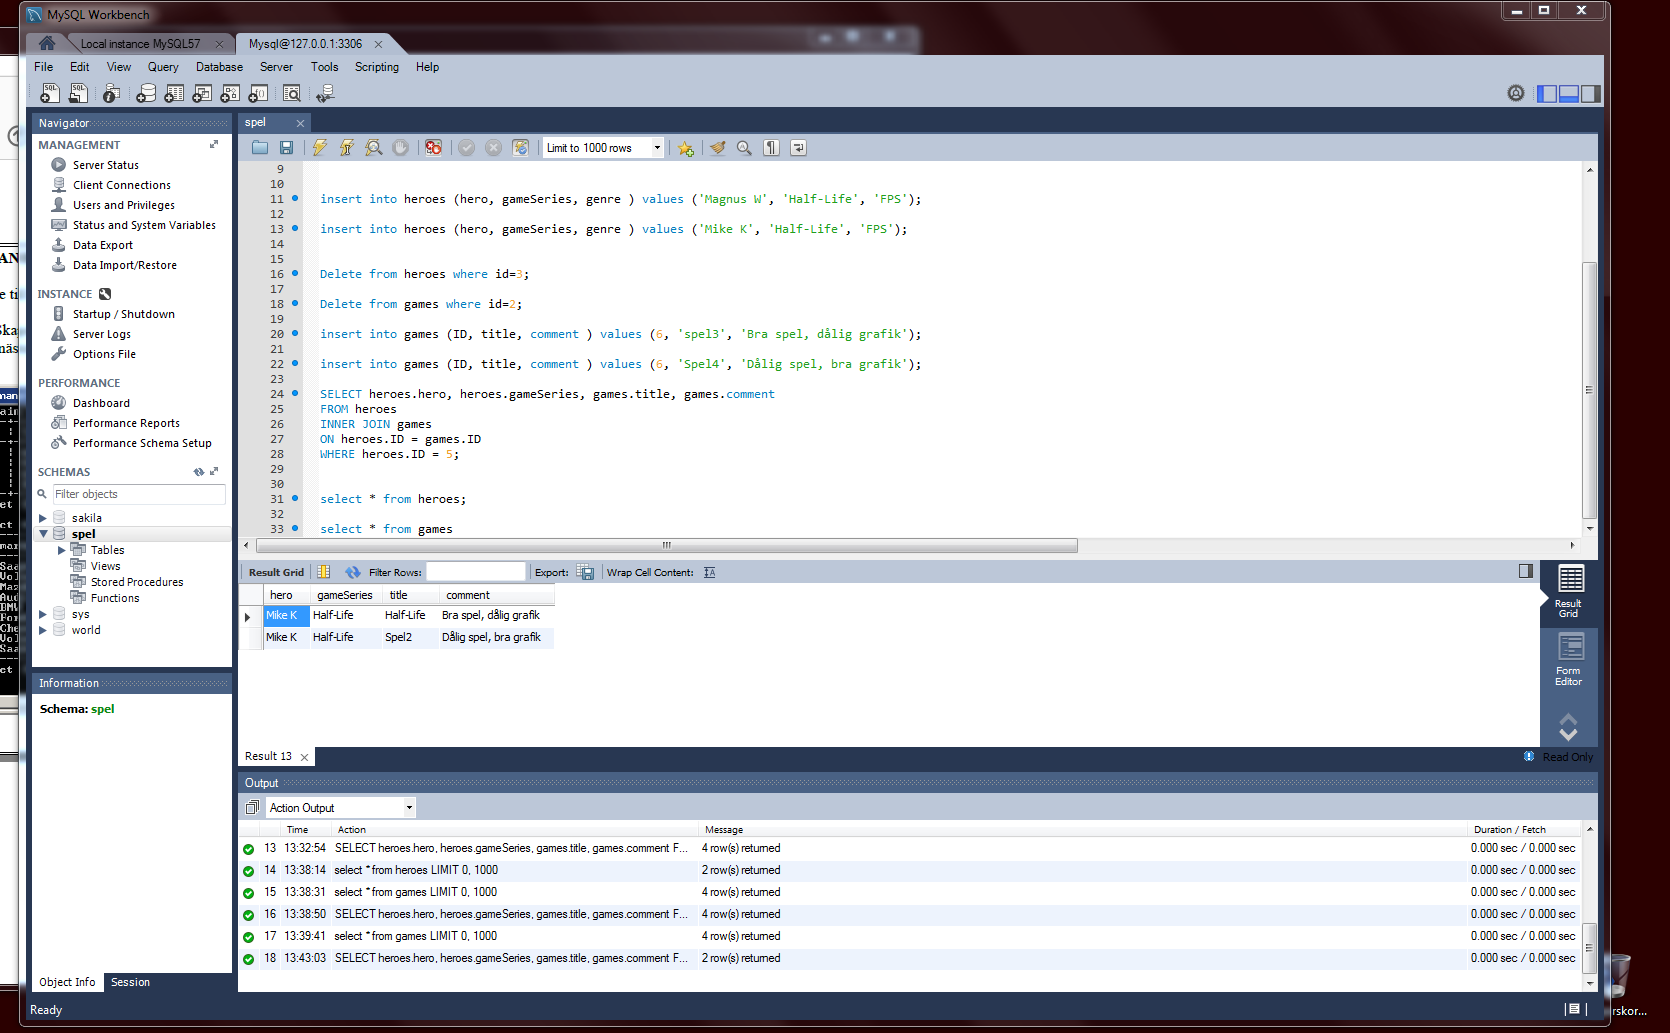 MySQL Workbench
Local instance MySQL57
Mysql@127.0.0.1:3306
File Edit View Query Database Server Tools Scripting Help
Navigator
MANAGEMENT
Server Status
Client Connections
Users and Privileges
Status and System Variables
Data Export
Data Import/Restore
INSTANCE
Startup / Shutdown
Server Logs
Options File
PERFORMANCE
Dashboard
Performance Reports
Performance Schema Setup
SCHEMAS
Filter objects
sakila
spel
Tables
Views
Stored Procedures
Functions
sys
world
Information
Schema: spel
Object Info Session
Ready
spel
Limit to 1000 rows
9
10
11 insert into heroes (hero, gameSeries, genre ) values ('Magnus W', 'Half-Life', 'FPS');
12
13 insert into heroes (hero, gameSeries, genre ) values ('Mike K', 'Half-Life', 'FPS');
14
15
16 Delete from heroes where id=3;
17
18 Delete from games where id=2;
19
20 insert into games (ID, title, comment ) values (6, 'spel3', 'Bra spel, dålig grafik');
21
22 insert into games (ID, title, comment ) values (6, 'Spel4', 'Dålig spel, bra grafik');
23
24 SELECT heroes.hero, heroes.gameSeries, games.title, games.comment
25 FROM heroes
26 INNER JOIN games
27 ON heroes.ID = games.ID
28 WHERE heroes.ID = 5;
29
30
31 select * from heroes;
32
33 select * from games
Result Grid Filter Rows: Export: Wrap Cell Content:
hero gameSeries title comment
Mike K Half-Life Half-Life Bra spel, dålig grafik
Mike K Half-Life Spel2 Dålig spel, bra grafik
Result
Grid
Form
Editor
Result 13
Read Only
Output
Action Output
Time Action Message Duration / Fetch
13 13:32:54 SELECT heroes.hero, heroes.gameSeries, games.title, games.comment F... 4 row(s) returned 0.000 sec / 0.000 sec
14 13:38:14 select * from heroes LIMIT 0, 1000 2 row(s) returned 0.000 sec / 0.000 sec
15 13:38:31 select * from games LIMIT 0, 1000 4 row(s) returned 0.000 sec / 0.000 sec
16 13:38:50 SELECT heroes.hero, heroes.gameSeries, games.title, games.comment F... 4 row(s) returned 0.000 sec / 0.000 sec
17 13:39:41 select * from games LIMIT 0, 1000 4 row(s) returned 0.000 sec / 0.000 sec
18 13:43:03 SELECT heroes.hero, heroes.gameSeries, games.title, games.comment F... 2 row(s) returned 0.000 sec / 0.000 sec
rskor...